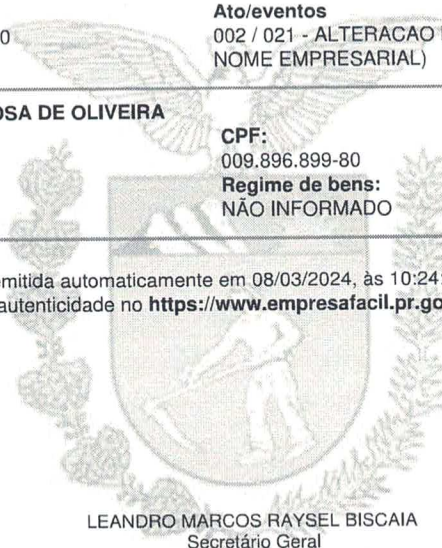 Ato/eventos
0 002 / 021 - ALTERACAO
NOME EMPRESARIAL)
OSA DE OLIVEIRA
CPF:
009.896.899-80
Regime de bens:
NÃO INFORMADO
mitida automaticamente em 08/03/2024, às 10:24:
autenticidade no https://www.empresafacil.pr.go
LEANDRO MARCOS RAYSEL BISCAIA
Secretário Geral